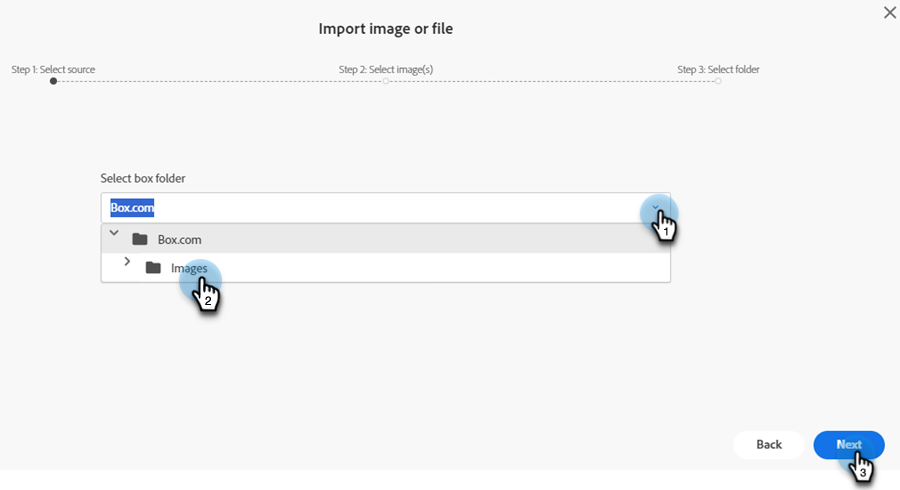 Import image or file
Step 1: Select source
Step 2: Select image(s)
Step 3: Select folder
Select box folder
Box.com
1
Box.com
Images
2
Back
Next
3